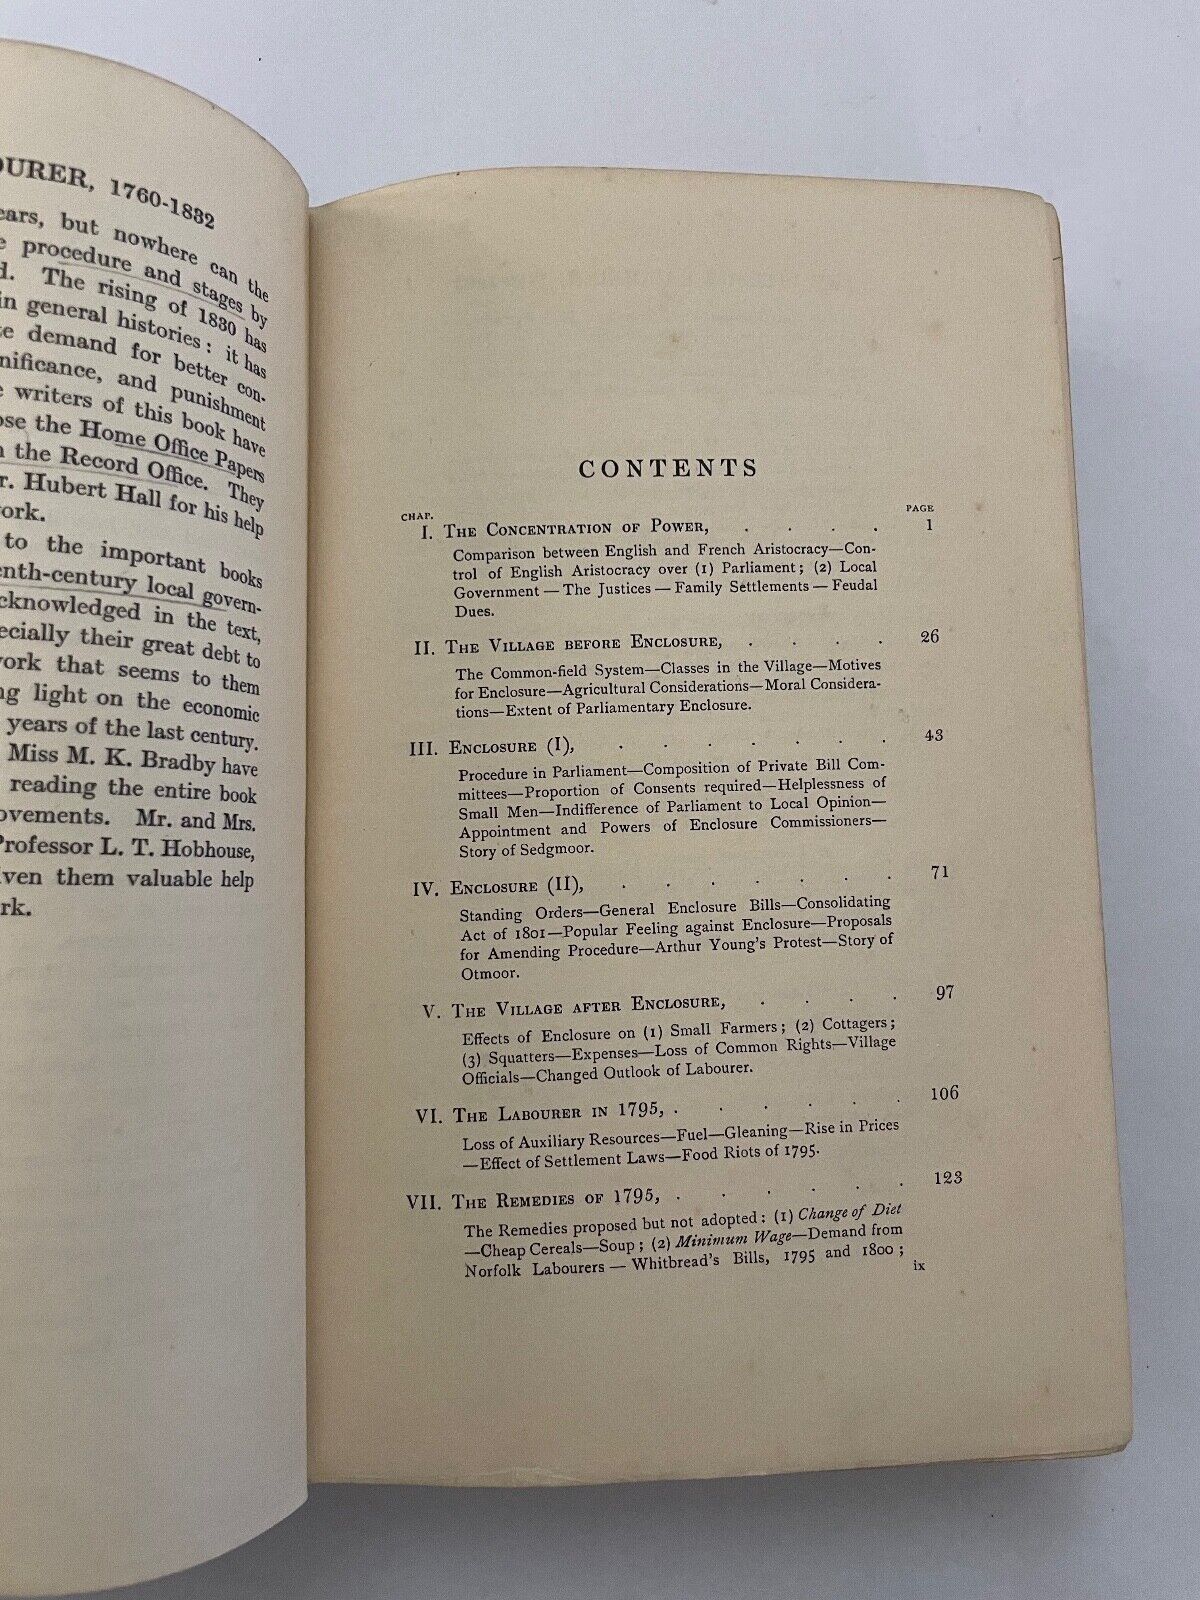 1760-1832
but nowhere can the
procedure and stages by
The rising of 1830 has
in general histories: it has
demand for better con-
and punishment
writers of this book have
the Home Office Papers
the Record Office. They
Hubert Hall for his help
to the important books
local govern-
in the text,
their great debt to
that seems to them
light on the economic
years of the last century.
Miss M. K. Bradby have
reading the entire book
Mr. and Mrs.
Professor L. T. Hobhouse,
them valuable help
CONTENTS
CHAP. PAGE
I. THE CONCENTRATION OF POWER, . . . . 1
Comparison between English and French Aristocracy—Con-
trol of English Aristocracy over (1) Parliament; (2) Local
Government — The Justices — Family Settlements — Feudal
Dues.
II. THE VILLAGE BEFORE ENCLOSURE, . . . . 26
The Common-field System—Classes in the Village—Motives
for Enclosure—Agricultural Considerations—Moral Considera-
tions—Extent of Parliamentary Enclosure.
III. ENCLOSURE (I), . . . . . . . 43
Procedure in Parliament—Composition of Private Bill Com-
mittees—Proportion of Consents required—Helplessness of
Small Men—Indifference of Parliament to Local Opinion—
Appointment and Powers of Enclosure Commissioners—
Story of Sedgmoor.
IV. ENCLOSURE (II), . . . . . . . 71
Standing Orders—General Enclosure Bills—Consolidating
Act of 1801—Popular Feeling against Enclosure—Proposals
for Amending Procedure—Arthur Young's Protest—Story of
Otmoor.
V. THE VILLAGE AFTER ENCLOSURE, . . . . 97
Effects of Enclosure on (1) Small Farmers; (2) Cottagers;
(3) Squatters—Expenses—Loss of Common Rights—Village
Officials—Changed Outlook of Labourer.
VI. THE LABOURER IN 1795, . . . . . . 106
Loss of Auxiliary Resources—Fuel—Gleaning—Rise in Prices
—Effect of Settlement Laws—Food Riots of 1795.
VII. THE REMEDIES OF 1795, . . . . . . 123
The Remedies proposed but not adopted: (1) Change of Diet
—Cheap Cereals—Soup; (2) Minimum Wage—Demand from
Norfolk Labourers — Whitbread's Bills, 1795 and 1800;
ix